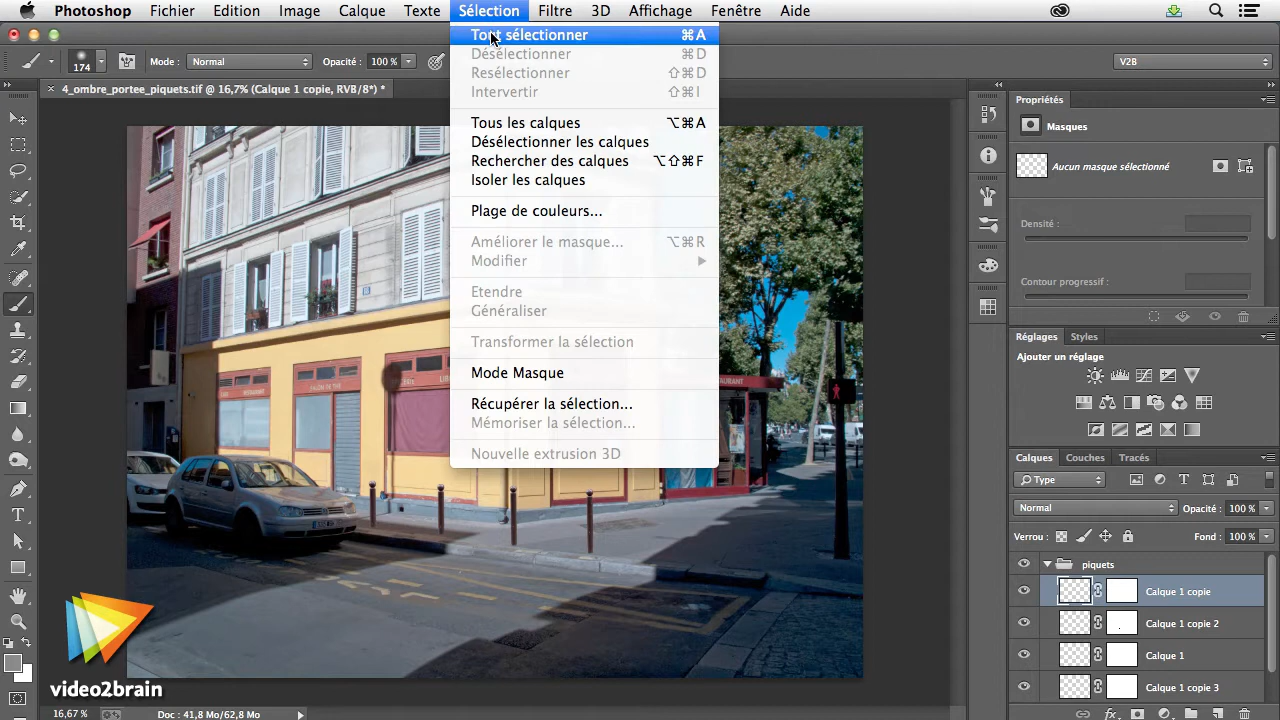 Photoshop Fichier Edition Image Calque Texte Sélection Filtre 3D Affichage Fenêtre Aide
174 Mode : Normal Opacité : 100 % V2B
4_ombre_portee_piquets.tif @ 16,7% (Calque 1 copie, RVB/8*) *
Tout sélectionner ⌘A
Désélectionner ⌘D
Resélectionner ⇧⌘D
Intervertir ⇧⌘I
Tous les calques ⌥⌘A
Désélectionner les calques
Rechercher des calques ⌥⇧⌘F
Isoler les calques
Plage de couleurs...
Améliorer le masque... ⌥⌘R
Modifier
Etendre
Généraliser
Transformer la sélection
Mode Masque
Récupérer la sélection...
Mémoriser la sélection...
Nouvelle extrusion 3D
SALON DE THE
Propriétés
Masques
Aucun masque sélectionné
Densité :
Contour progressif :
Réglages Styles
Ajouter un réglage
Calques Couches Tracés
Type
Normal Opacité : 100 %
Verrou : Fond : 100 %
piquets
Calque 1 copie
Calque 1 copie 2
Calque 1
Calque 1 copie 3
video2brain
16,67 % Doc : 41,8 Mo/62,8 Mo